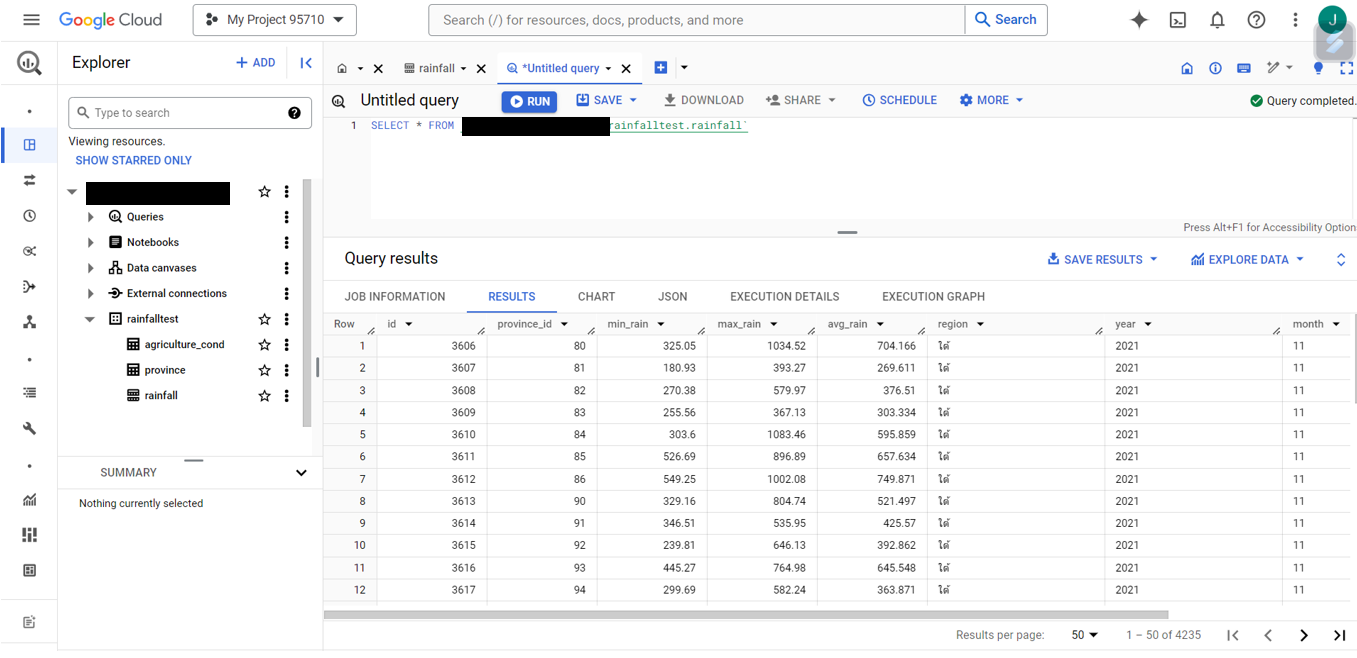 Google Cloud
My Project 95710
Search (/) for resources, docs, products, and more
Search
J
Explorer
+ ADD
rainfall
*Untitled query
Type to search
Viewing resources.
SHOW STARRED ONLY
Queries
Notebooks
Data canvases
External connections
rainfalltest
agriculture_cond
province
rainfall
SUMMARY
Nothing currently selected
Untitled query
RUN
SAVE
DOWNLOAD
SHARE
SCHEDULE
MORE
Query completed.
1 SELECT * FROM rainfalltest.rainfall`
Press Alt+F1 for Accessibility Option
Query results
SAVE RESULTS
EXPLORE DATA
JOB INFORMATION RESULTS CHART JSON EXECUTION DETAILS EXECUTION GRAPH
Row id province_id min_rain max_rain avg_rain region year month
1 3606 80 325.05 1034.52 704.166 ใต้ 2021 11
2 3607 81 180.93 393.27 269.611 ใต้ 2021 11
3 3608 82 270.38 579.97 376.51 ใต้ 2021 11
4 3609 83 255.56 367.13 303.334 ใต้ 2021 11
5 3610 84 303.6 1083.46 595.859 ใต้ 2021 11
6 3611 85 526.69 896.89 657.634 ใต้ 2021 11
7 3612 86 549.25 1002.08 749.871 ใต้ 2021 11
8 3613 90 329.16 804.74 521.497 ใต้ 2021 11
9 3614 91 346.51 535.95 425.57 ใต้ 2021 11
10 3615 92 239.81 646.13 392.862 ใต้ 2021 11
11 3616 93 445.27 764.98 645.548 ใต้ 2021 11
12 3617 94 299.69 582.24 363.871 ใต้ 2021 11
Results per page: 50 1 – 50 of 4235